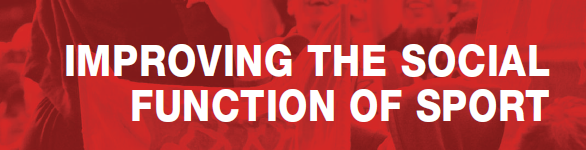 IMPROVING THE SOCIAL
FUNCTION OF SPORT